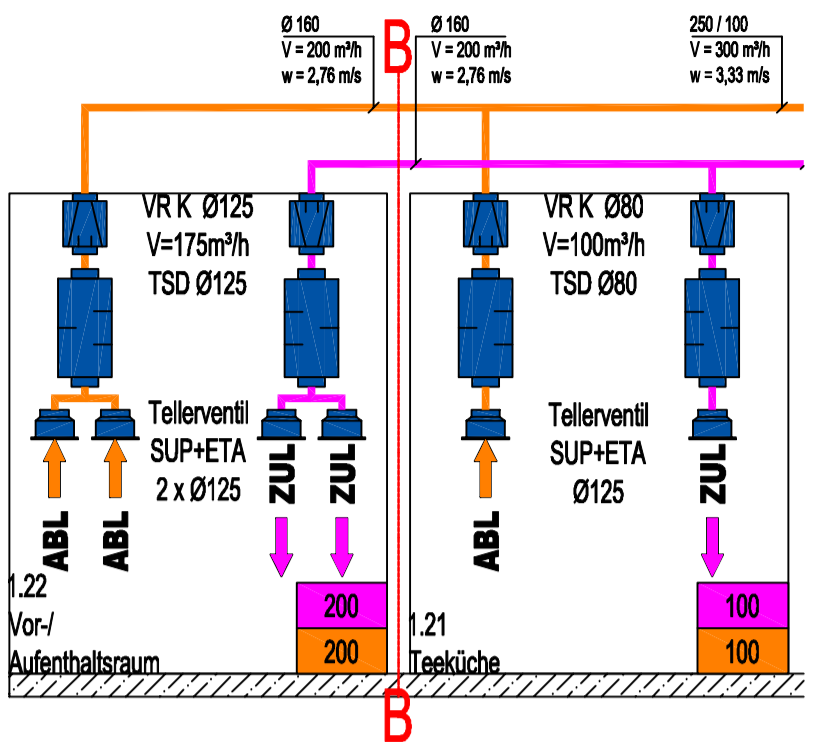 Ø 160
V = 200 m³/h
w = 2,76 m/s
B
Ø 160
V = 200 m³/h
w = 2,76 m/s
250 / 100
V = 300 m³/h
w = 3,33 m/s
VR K Ø125
V=175m³/h
TSD Ø125
VR K Ø80
V=100m³/h
TSD Ø80
Tellerventil
SUP+ETA
2 x Ø125
Tellerventil
SUP+ETA
Ø125
ABL
ABL
ZUL
ZUL
ABL
ZUL
1.22
Vor-/
Aufenthaltsraum
200
200
1.21
Teeküche
100
100
B